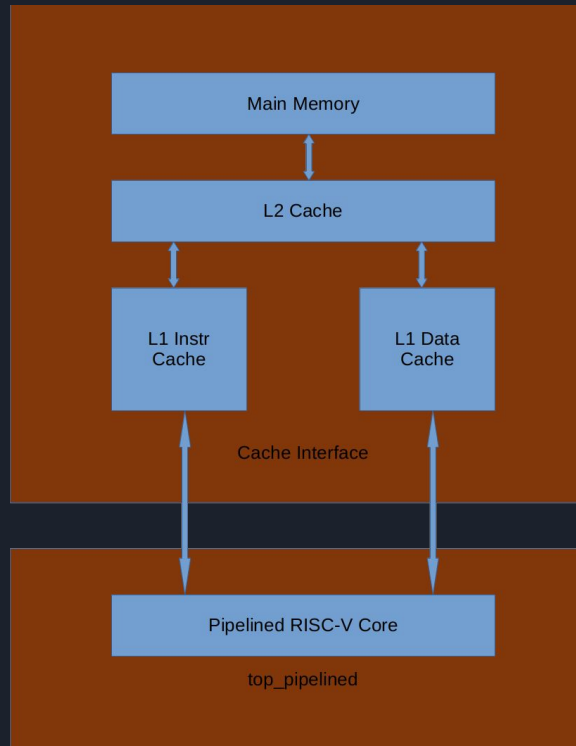 Main Memory
L2 Cache
L1 Instr
Cache
L1 Data
Cache
Cache Interface
Pipelined RISC-V Core
top_pipelined